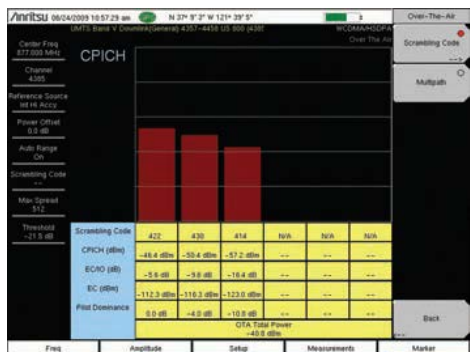 Anritsu 08/24/2009 10:57:29 am N 37° 9' 3" W 121° 39' 5"
Over-The-Air
UMTS Band V Downlink(General) 4357-4458 US 800 (438
WCDMA/HSDPA
Over The Air
Center Freq
877.000 MHz
Channel
4385
Reference Source
Int Hi Accy
Power Offset
0.0 dB
Auto Range
On
Scrambling Code
--
Max Spread
512
Threshold
-21.5 dB
CPICH
Scrambling Code
-->
Multipath
Scrambling Code 422 430 414 N/A N/A N/A
CPICH (dBm) -46.4 dBm -50.4 dBm -57.2 dBm -- -- --
EC/IO (dB) -5.6 dB -9.6 dB -16.4 dB -- -- --
EC (dBm) -112.3 dBm -116.3 dBm -123.0 dBm -- -- --
Pilot Dominance 0.0 dB -4.0 dB -10.8 dB -- -- --
OTA Total Power
-40.8 dBm
Back
Freq Amplitude Setup Measurements Marker